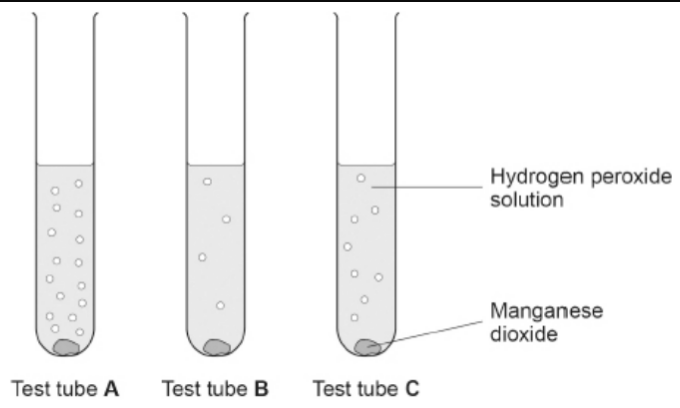 Hydrogen peroxide
solution
Manganese
dioxide
Test tube A
Test tube B
Test tube C